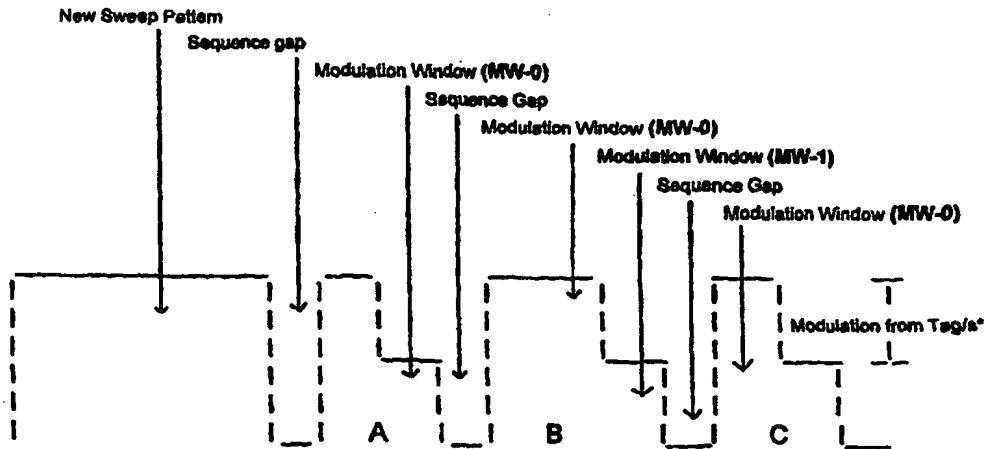 New Sweep Pattern
Sequence gap
Modulation Window (MW-0)
Sequence Gap
Modulation Window (MW-0)
Modulation Window (MW-1)
Sequence Gap
Modulation Window (MW-0)
Modulation from Tag/s*
A
B
C